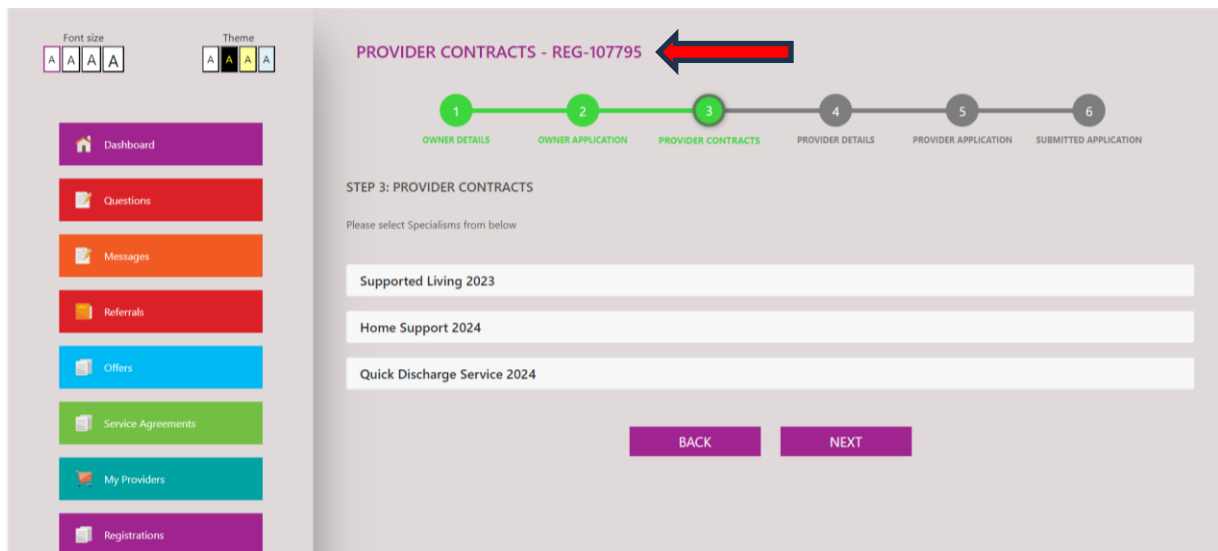 Font size
Theme
A A A A
A A A A
Dashboard
Questions
Messages
Referrals
Offers
Service Agreements
My Providers
Registrations
PROVIDER CONTRACTS - REG-107795
1 2 3 4 5 6
OWNER DETAILS OWNER APPLICATION PROVIDER CONTRACTS PROVIDER DETAILS PROVIDER APPLICATION SUBMITTED APPLICATION
STEP 3: PROVIDER CONTRACTS
Please select Specialisms from below
Supported Living 2023
Home Support 2024
Quick Discharge Service 2024
BACK NEXT